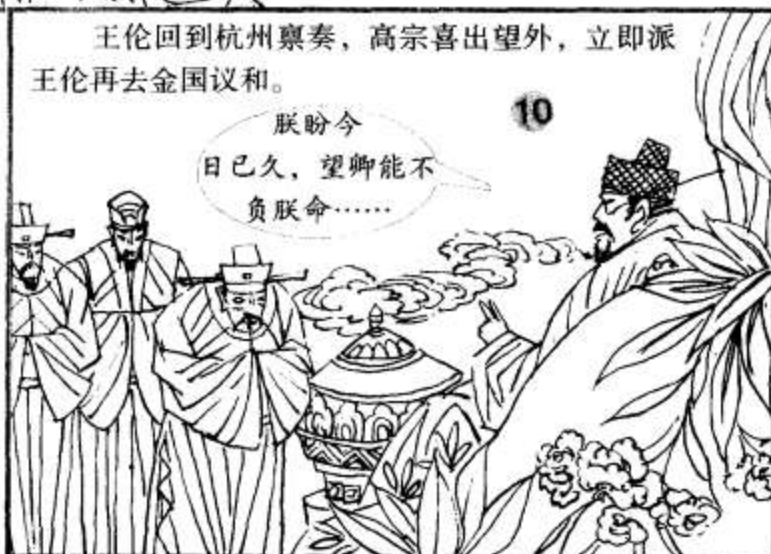 王伦回到杭州禀奏，高宗喜出望外，立即派
王伦再去金国议和。
10
朕盼今
日已久，望卿能不
负朕命……